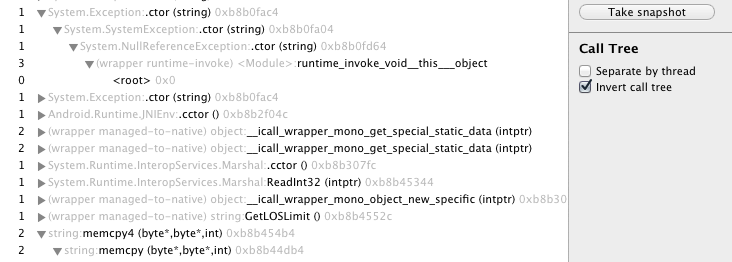 1 System.Exception:.ctor (string) 0xb8b0fac4
1 System.SystemException:.ctor (string) 0xb8b0fa04
1 System.NullReferenceException:.ctor (string) 0xb8b0fd64
3 (wrapper runtime-invoke) <Module>:runtime_invoke_void__this___object
0 <root> 0x0
1 System.Exception:.ctor (string) 0xb8b0fac4
1 Android.Runtime.JNIEnv:.cctor () 0xb8b2f04c
2 (wrapper managed-to-native) object:__icall_wrapper_mono_get_special_static_data (intptr)
2 (wrapper managed-to-native) object:__icall_wrapper_mono_get_special_static_data (intptr)
1 System.Runtime.InteropServices.Marshal:.cctor () 0xb8b307fc
1 System.Runtime.InteropServices.Marshal:ReadInt32 (intptr) 0xb8b45344
1 (wrapper managed-to-native) object:__icall_wrapper_mono_object_new_specific (intptr) 0xb8b30
1 (wrapper managed-to-native) string:GetLOSLimit () 0xb8b4552c
2 string:memcpy4 (byte*,byte*,int) 0xb8b454b4
2 string:memcpy (byte*,byte*,int) 0xb8b44db4
Take snapshot
Call Tree
Separate by thread
Invert call tree